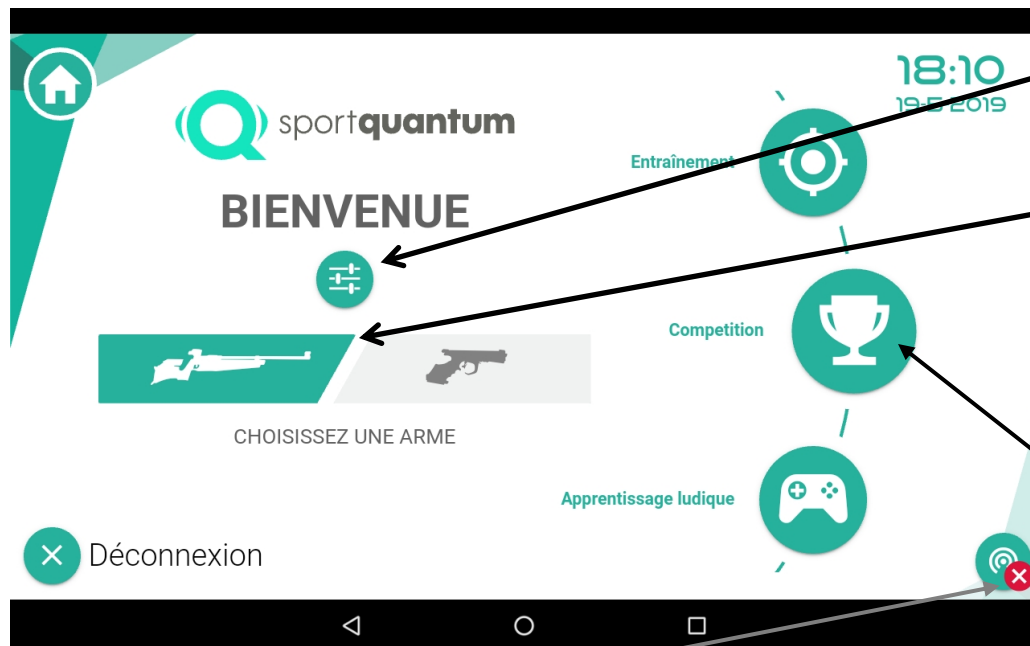 18:10
19-5-2019
sportquantum
BIENVENUE
Entraînement
Competition
CHOISISSEZ UNE ARME
Apprentissage ludique
Déconnexion